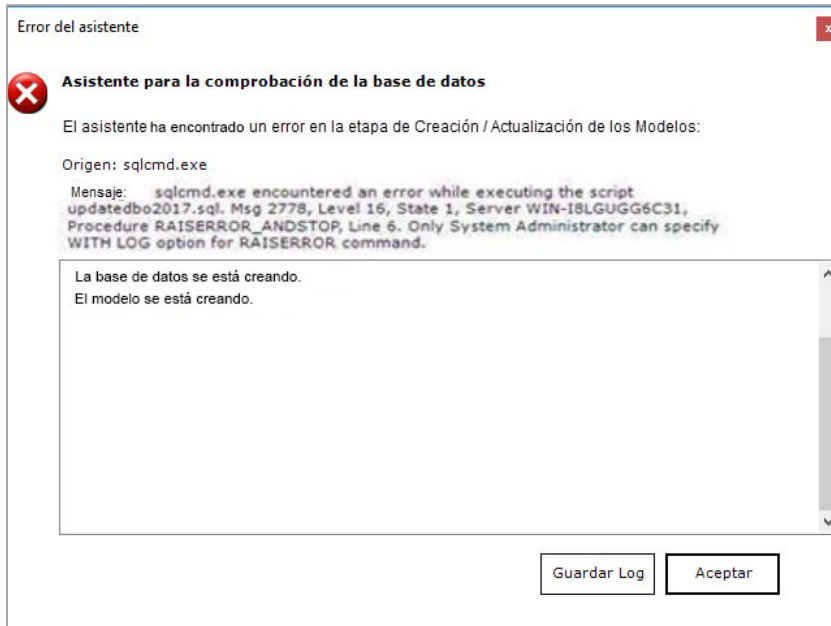 Error del asistente
x
Asistente para la comprobación de la base de datos
El asistente ha encontrado un error en la etapa de Creación / Actualización de los Modelos:
Origen: sqlcmd.exe
Mensaje: sqlcmd.exe encountered an error while executing the script
updatedbo2017.sql. Msg 2778, Level 16, State 1, Server WIN-I8LGUGG6C31,
Procedure RAISERROR_ANDSTOP, Line 6. Only System Administrator can specify
WITH LOG option for RAISERROR command.
La base de datos se está creando.
El modelo se está creando.
Guardar Log
Aceptar